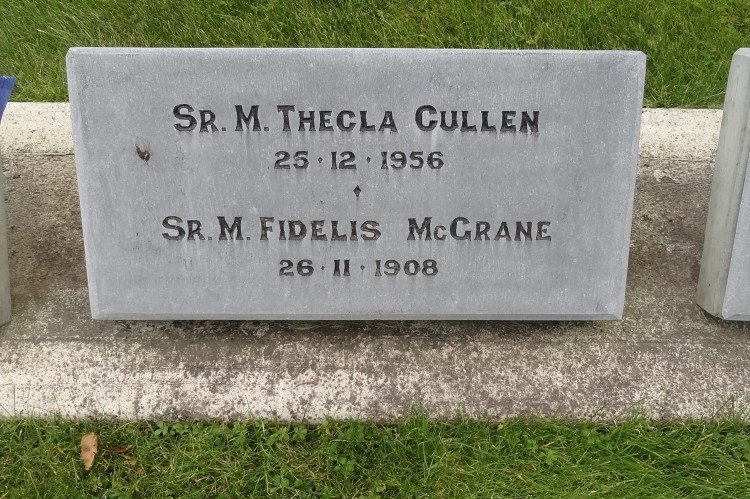 Sr. M. Thecla Cullen
25 · 12 · 1956
Sr. M. Fidelis McGrane
26 · 11 · 1908